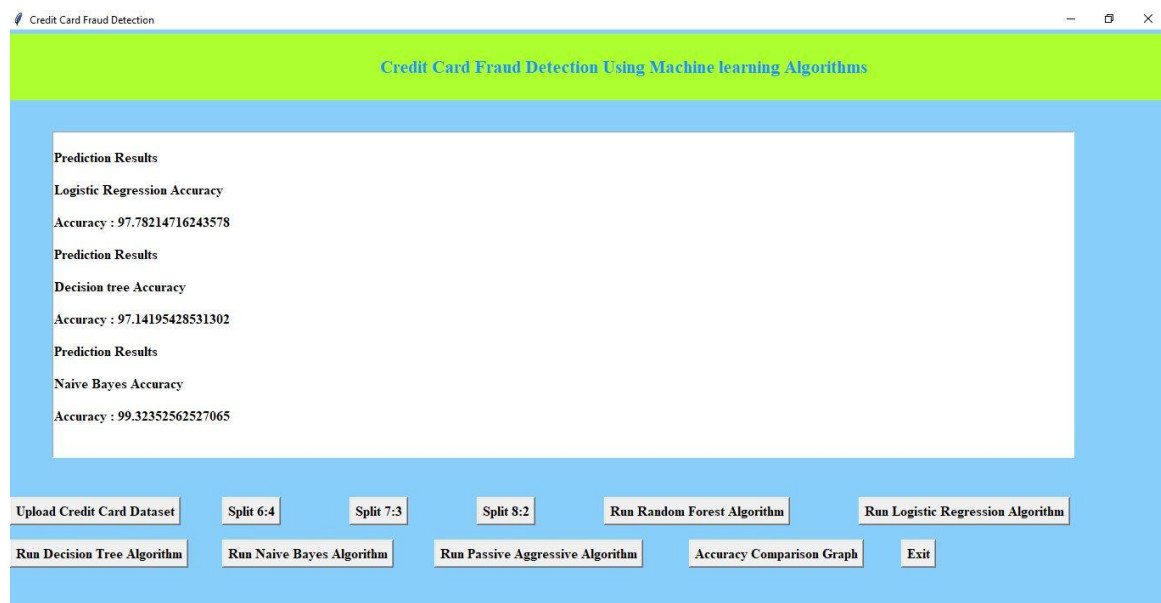 Credit Card Fraud Detection
Credit Card Fraud Detection Using Machine learning Algorithms
Prediction Results
Logistic Regression Accuracy
Accuracy : 97.78214716243578
Prediction Results
Decision tree Accuracy
Accuracy : 97.14195428531302
Prediction Results
Naive Bayes Accuracy
Accuracy : 99.32352562527065
Upload Credit Card Dataset Split 6:4 Split 7:3 Split 8:2 Run Random Forest Algorithm Run Logistic Regression Algorithm
Run Decision Tree Algorithm Run Naive Bayes Algorithm Run Passive Aggressive Algorithm Accuracy Comparison Graph Exit